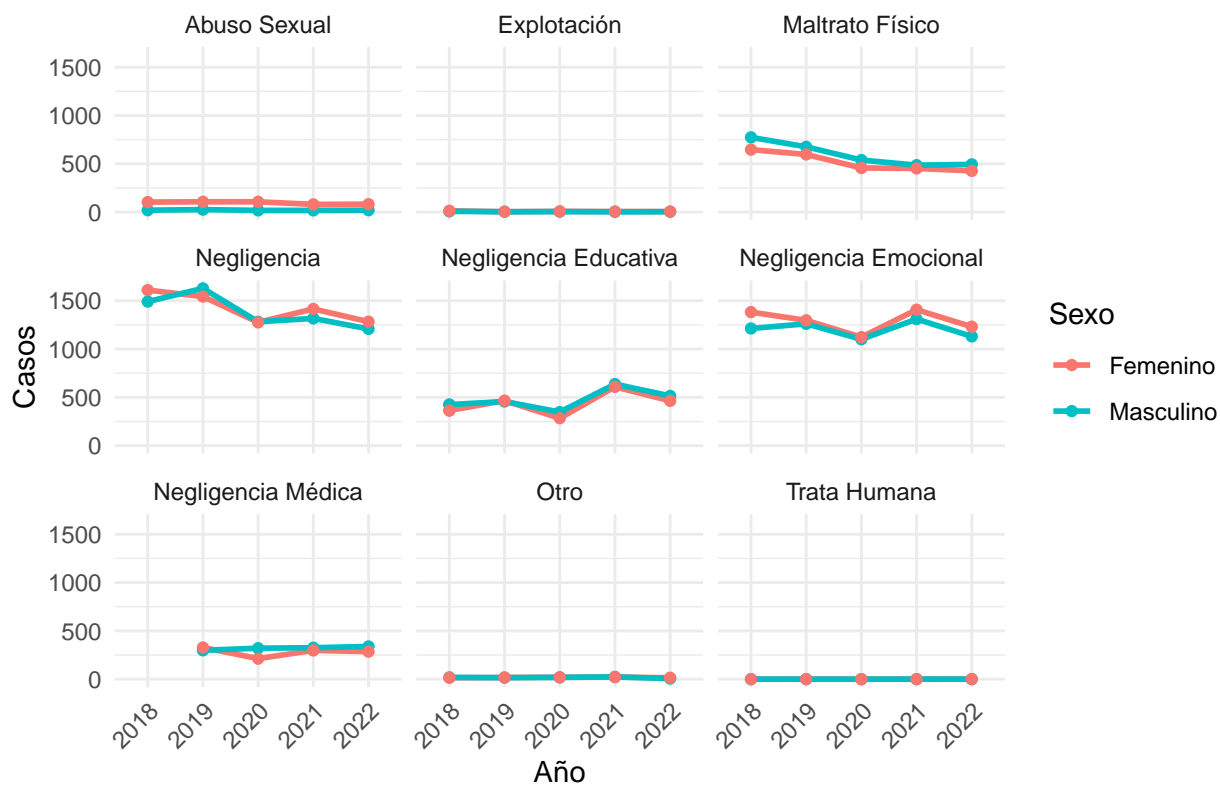 Abuso Sexual
Explotación
Maltrato Físico
1500
1000
500
0
Negligencia
Negligencia Educativa
Negligencia Emocional
1500
1000
500
0
Negligencia Médica
Otro
Trata Humana
1500
1000
500
0
2018 2019 2020 2021 2022
2018 2019 2020 2021 2022
2018 2019 2020 2021 2022
Año
Casos
Sexo
Femenino
Masculino